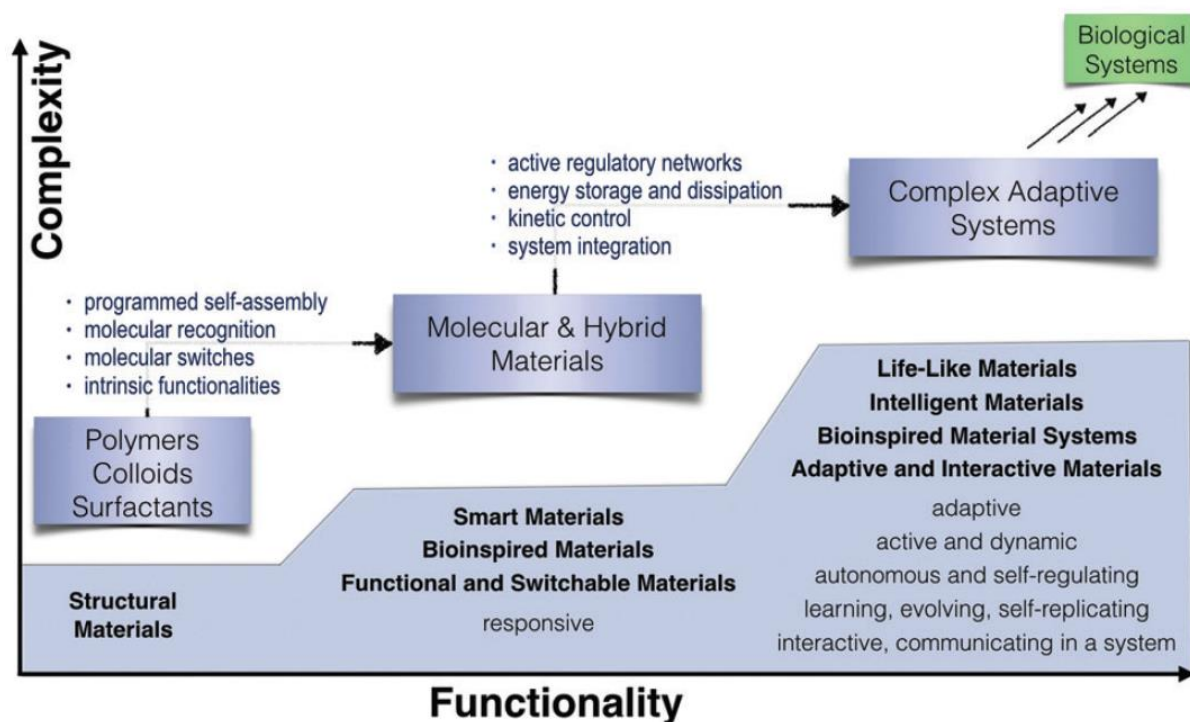 Complexity
Biological
Systems
• active regulatory networks
• energy storage and dissipation
• kinetic control
• system integration
Complex Adaptive
Systems
• programmed self-assembly
• molecular recognition
• molecular switches
• intrinsic functionalities
Molecular & Hybrid
Materials
Polymers
Colloids
Surfactants
Structural
Materials
Smart Materials
Bioinspired Materials
Functional and Switchable Materials
responsive
Life-Like Materials
Intelligent Materials
Bioinspired Material Systems
Adaptive and Interactive Materials
adaptive
active and dynamic
autonomous and self-regulating
learning, evolving, self-replicating
interactive, communicating in a system
Functionality